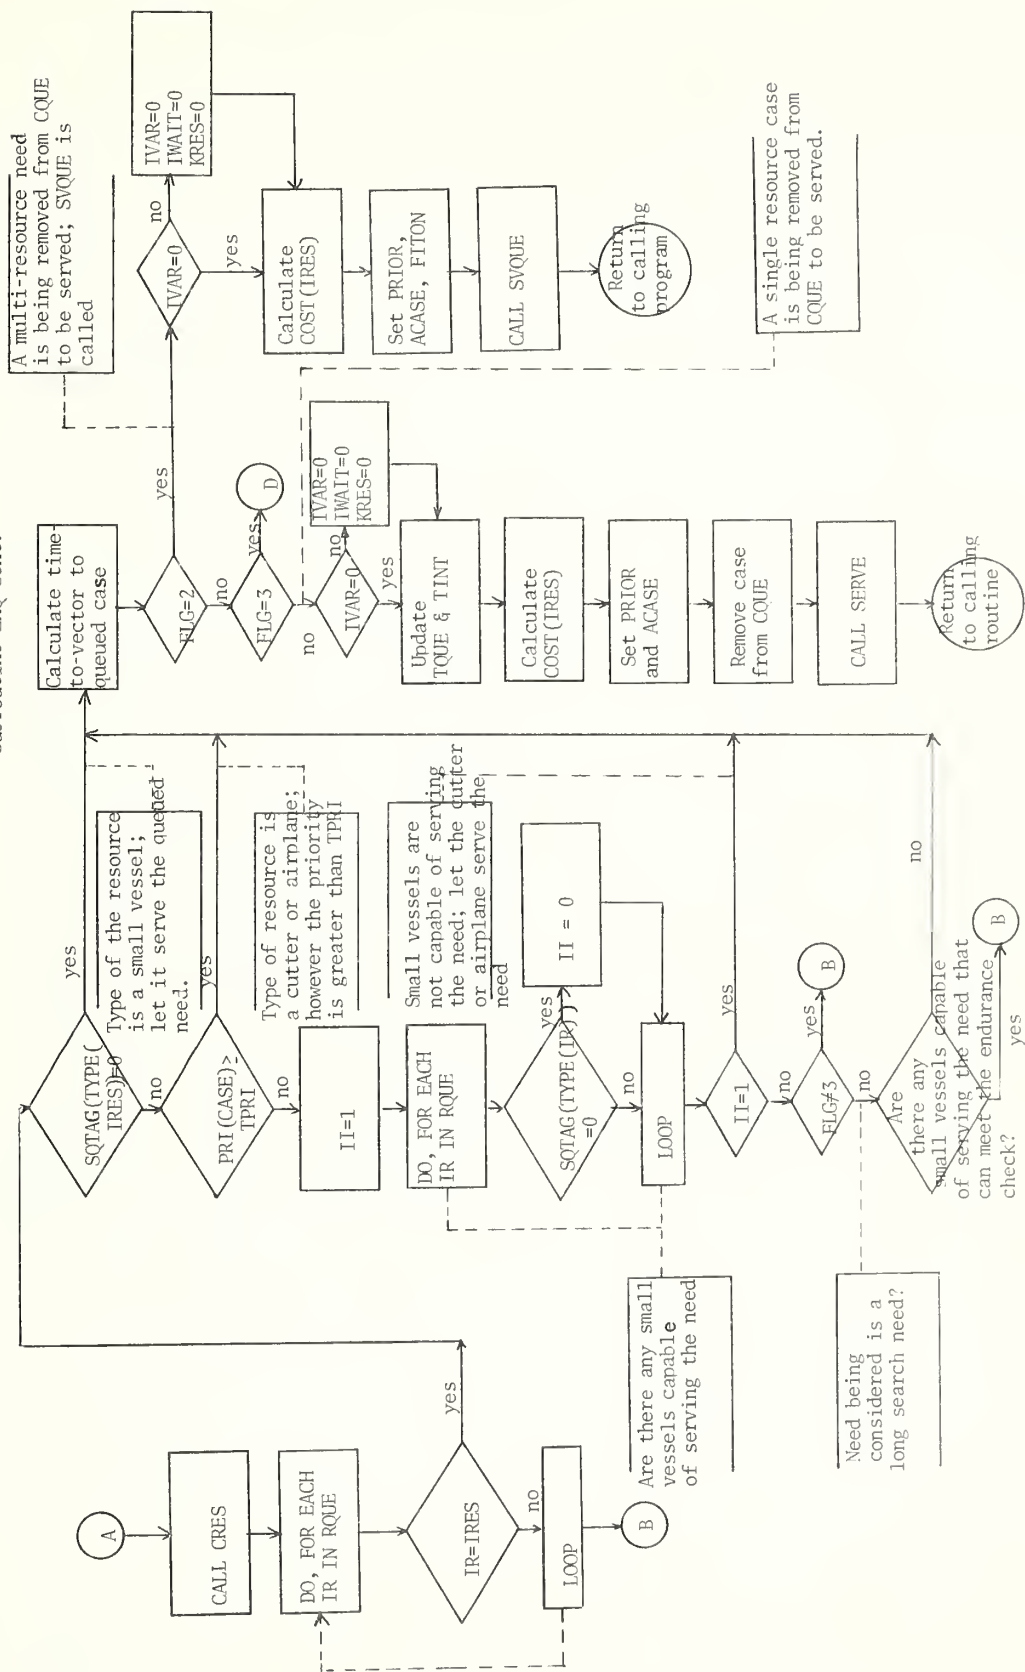 A
CALL CRES
DO, FOR EACH
IR IN RQUE
IR=IRES
yes
no
LOOP
B
SQTAG(TYPE(
IRES))=0
yes
no
Type of the resource
is a small vessel;
let it serve the queued
need.
PRI(CASE)≥
TPRI
yes
no
Type of resource is
a cutter or airplane;
however the priority
is greater than TPRI
II=1
DO, FOR EACH
IR IN RQUE
Small vessels are
not capable of serving
the need; let the cutter
or airplane serve the
need
SQTAG(TYPE(IR))
=0
yes
no
II = 0
LOOP
Are there any small
vessels capable
of serving the need
II=1
yes
no
FLG≠3
yes
B
no
Need being
considered is a
long search need?
Are
there any
small vessels capable
of serving the need that
can meet the endurance
check?
no
yes
B
Calculate time-
to-vector to
queued case
FLG=2
yes
no
FLG=3
yes
D
no
IVAR=0
no
IVAR=0
IWAIT=0
KRES=0
yes
Update
TQUE & TINT
Calculate
COST(IRES)
Set PRIOR
and ACASE
Remove case
from CQUE
CALL SERVE
Return
to calling
routine
A multi-resource need
is being removed from CQUE
to be served; SVQUE is
called
IVAR=0
no
IVAR=0
IWAIT=0
KRES=0
yes
Calculate
COST(IRES)
Set PRIOR,
ACASE, FITON
CALL SVQUE
Return
to calling
program
A single resource case
is being removed from
CQUE to be served.